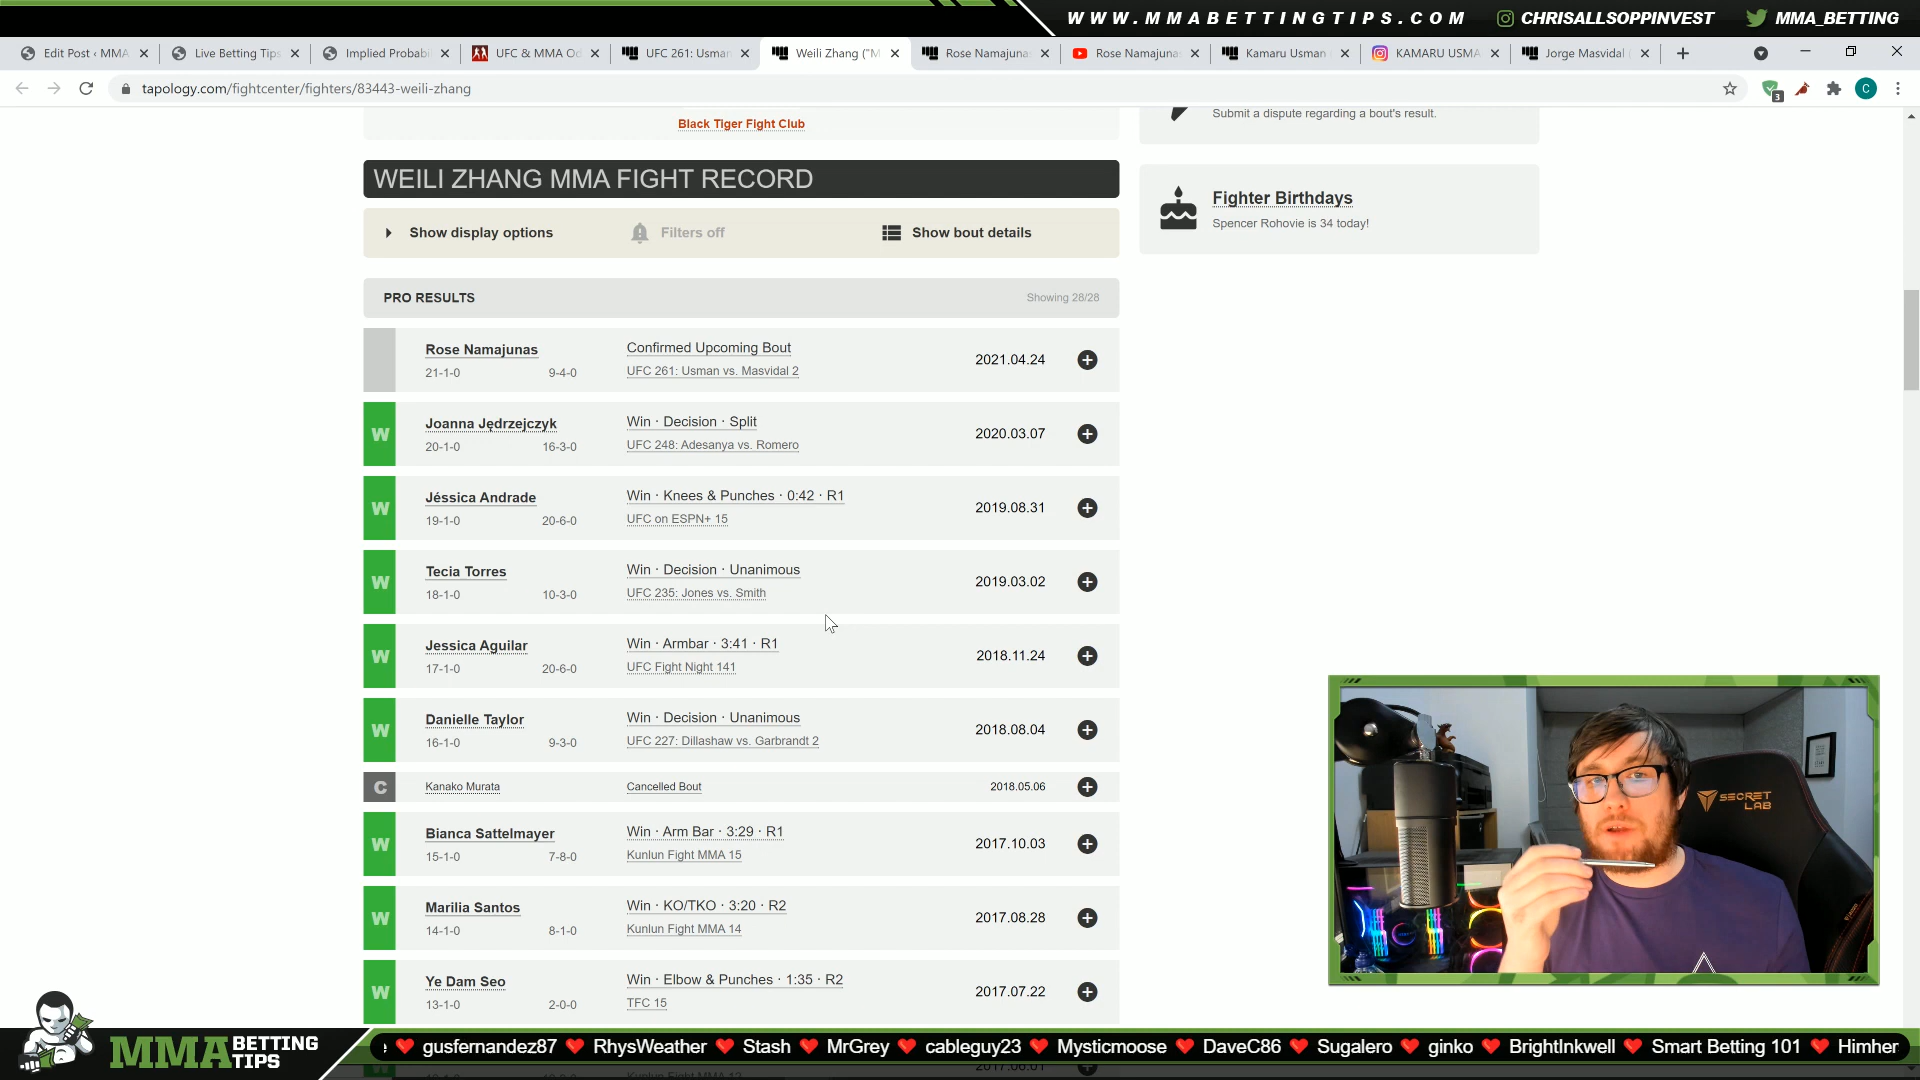 WWW.MMABETTINGTIPS.COM CHRISALLSOPPINVEST MMA_BETTING
Edit Post ‹ MMA Live Betting Tips Implied Probabi UFC & MMA Od UFC 261: Usman Weili Zhang ("M Rose Namajuna Rose Namajuna Kamaru Usman KAMARU USMA Jorge Masvidal
tapology.com/fightcenter/fighters/83443-weili-zhang 3 C
Black Tiger Fight Club
Submit a dispute regarding a bout's result.
WEILI ZHANG MMA FIGHT RECORD
Fighter Birthdays
Spencer Rohovie is 34 today!
Show display options Filters off Show bout details
PRO RESULTS Showing 28/28
Rose Namajunas Confirmed Upcoming Bout 2021.04.24
21-1-0 9-4-0 UFC 261: Usman vs. Masvidal 2
W Joanna Jędrzejczyk Win · Decision · Split 2020.03.07
20-1-0 16-3-0 UFC 248: Adesanya vs. Romero
W Jéssica Andrade Win · Knees & Punches · 0:42 · R1 2019.08.31
19-1-0 20-6-0 UFC on ESPN+ 15
W Tecia Torres Win · Decision · Unanimous 2019.03.02
18-1-0 10-3-0 UFC 235: Jones vs. Smith
W Jessica Aguilar Win · Armbar · 3:41 · R1 2018.11.24
17-1-0 20-6-0 UFC Fight Night 141
W Danielle Taylor Win · Decision · Unanimous 2018.08.04
16-1-0 9-3-0 UFC 227: Dillashaw vs. Garbrandt 2
C Kanako Murata Cancelled Bout 2018.05.06
W Bianca Sattelmayer Win · Arm Bar · 3:29 · R1 2017.10.03
15-1-0 7-8-0 Kunlun Fight MMA 15
W Marilia Santos Win · KO/TKO · 3:20 · R2 2017.08.28
14-1-0 8-1-0 Kunlun Fight MMA 14
W Ye Dam Seo Win · Elbow & Punches · 1:35 · R2 2017.07.22
13-1-0 2-0-0 TFC 15
SECRET LAB
MMA BETTING TIPS
gusfernandez87 RhysWeather Stash MrGrey cableguy23 Mysticmoose DaveC86 Sugalero ginko BrightInkwell Smart Betting 101 Himher